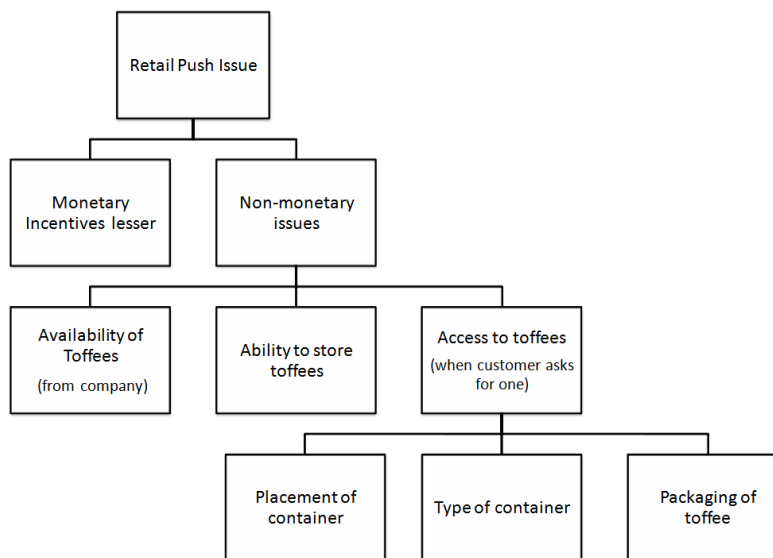 Retail Push Issue
Monetary
Incentives lesser
Non-monetary
issues
Availability of
Toffees
(from company)
Ability to store
toffees
Access to toffees
(when customer asks
for one)
Placement of
container
Type of container
Packaging of
toffee